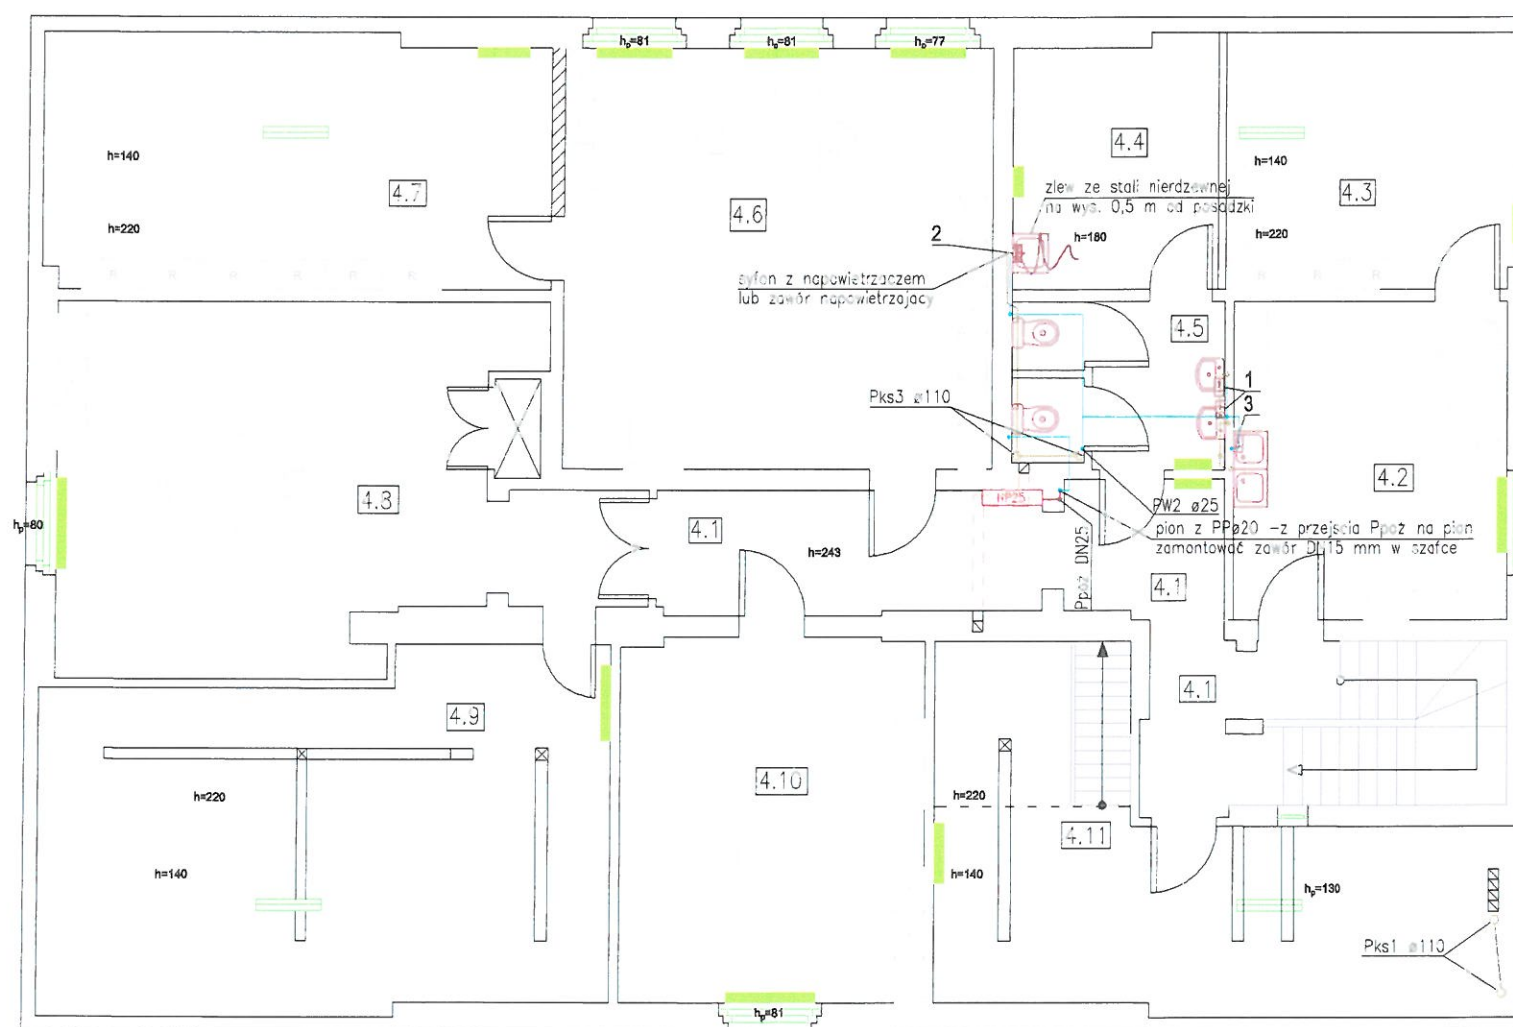 hp=81
hp=81
hp=77
h=140
4.7
h=220
4.6
4.4
zlew ze stali nierdzewnej
na wys. 0,5 m od posadzki
h=180
h=140
4.3
h=220
2
syfon z napowietrzaczem
lub zawór napowietrzający
4.5
1
3
Pks3 ø110
4.8
hp=80
4.1
h=243
HP25
Ppoż DN25
4.2
PW2 ø25
pion z PPø20 -z przejścia Ppoż na pion
zamontować zawór DN15 mm w szafce
4.1
4.1
4.9
h=220
h=140
4.10
h=220
4.11
h=140
hp=130
Pks1 ø110
hp=81